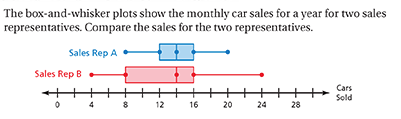 The box-and-whisker plots show the monthly car sales for a year for two sales
representatives. Compare the sales for the two representatives.
Sales Rep A
Sales Rep B
Cars
Sold
0 4 8 12 16 20 24 28